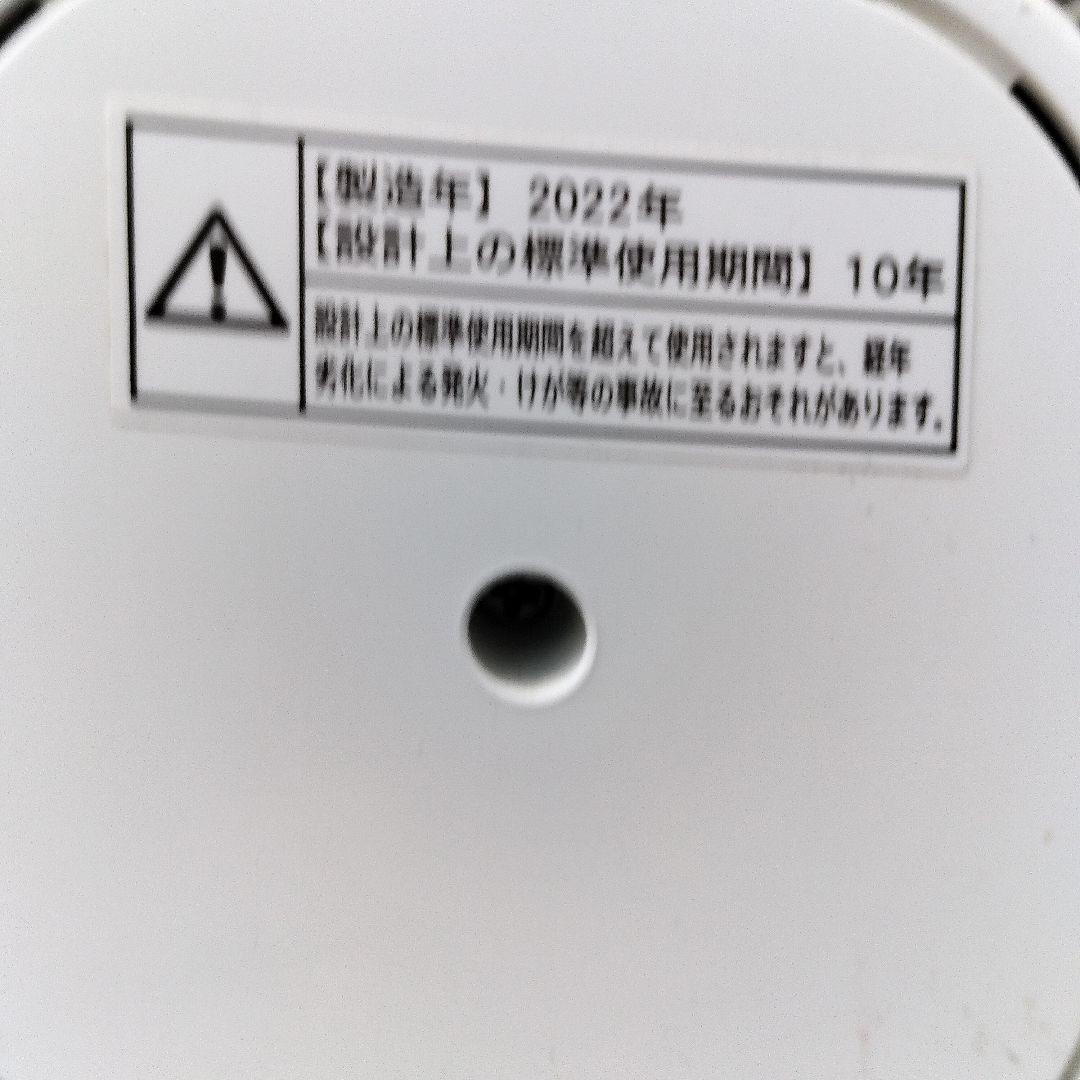 【製造年】 2022年
【設計上の標準使用期間】 10年
設計上の標準使用期間を超えて使用されますと、経年
劣化による発火・けが等の事故に至るおそれがあります。